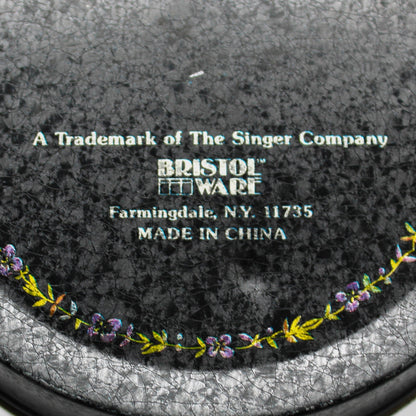 A Trademark of The Singer Company
BRISTOL™
WARE
Farmingdale, N.Y. 11735
MADE IN CHINA